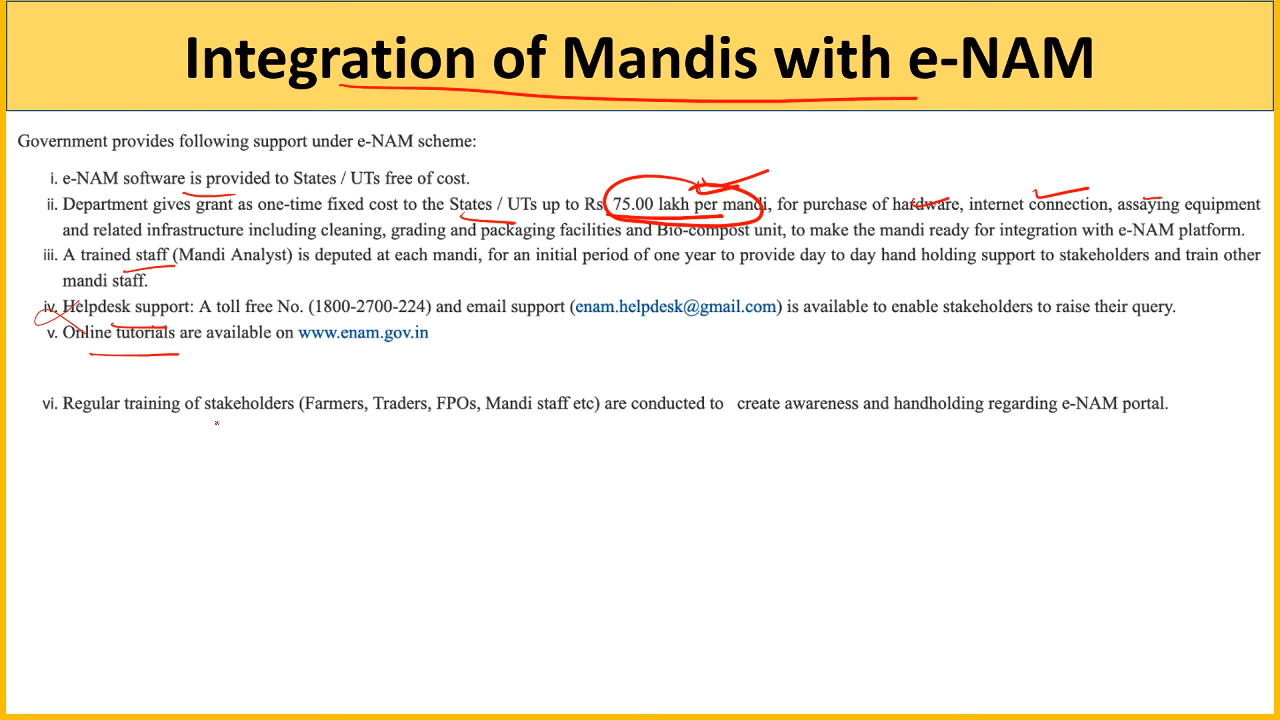 Integration of Mandis with e-NAM
Government provides following support under e-NAM scheme:
i. e-NAM software is provided to States / UTs free of cost.
ii. Department gives grant as one-time fixed cost to the States / UTs up to Rs 75.00 lakh per mandi, for purchase of hardware, internet connection, assaying equipment
and related infrastructure including cleaning, grading and packaging facilities and Bio-compost unit, to make the mandi ready for integration with e-NAM platform.
iii. A trained staff (Mandi Analyst) is deputed at each mandi, for an initial period of one year to provide day to day hand holding support to stakeholders and train other
mandi staff.
iv. Helpdesk support: A toll free No. (1800-2700-224) and email support (enam.helpdesk@gmail.com) is available to enable stakeholders to raise their query.
v. Online tutorials are available on www.enam.gov.in
vi. Regular training of stakeholders (Farmers, Traders, FPOs, Mandi staff etc) are conducted to create awareness and handholding regarding e-NAM portal.